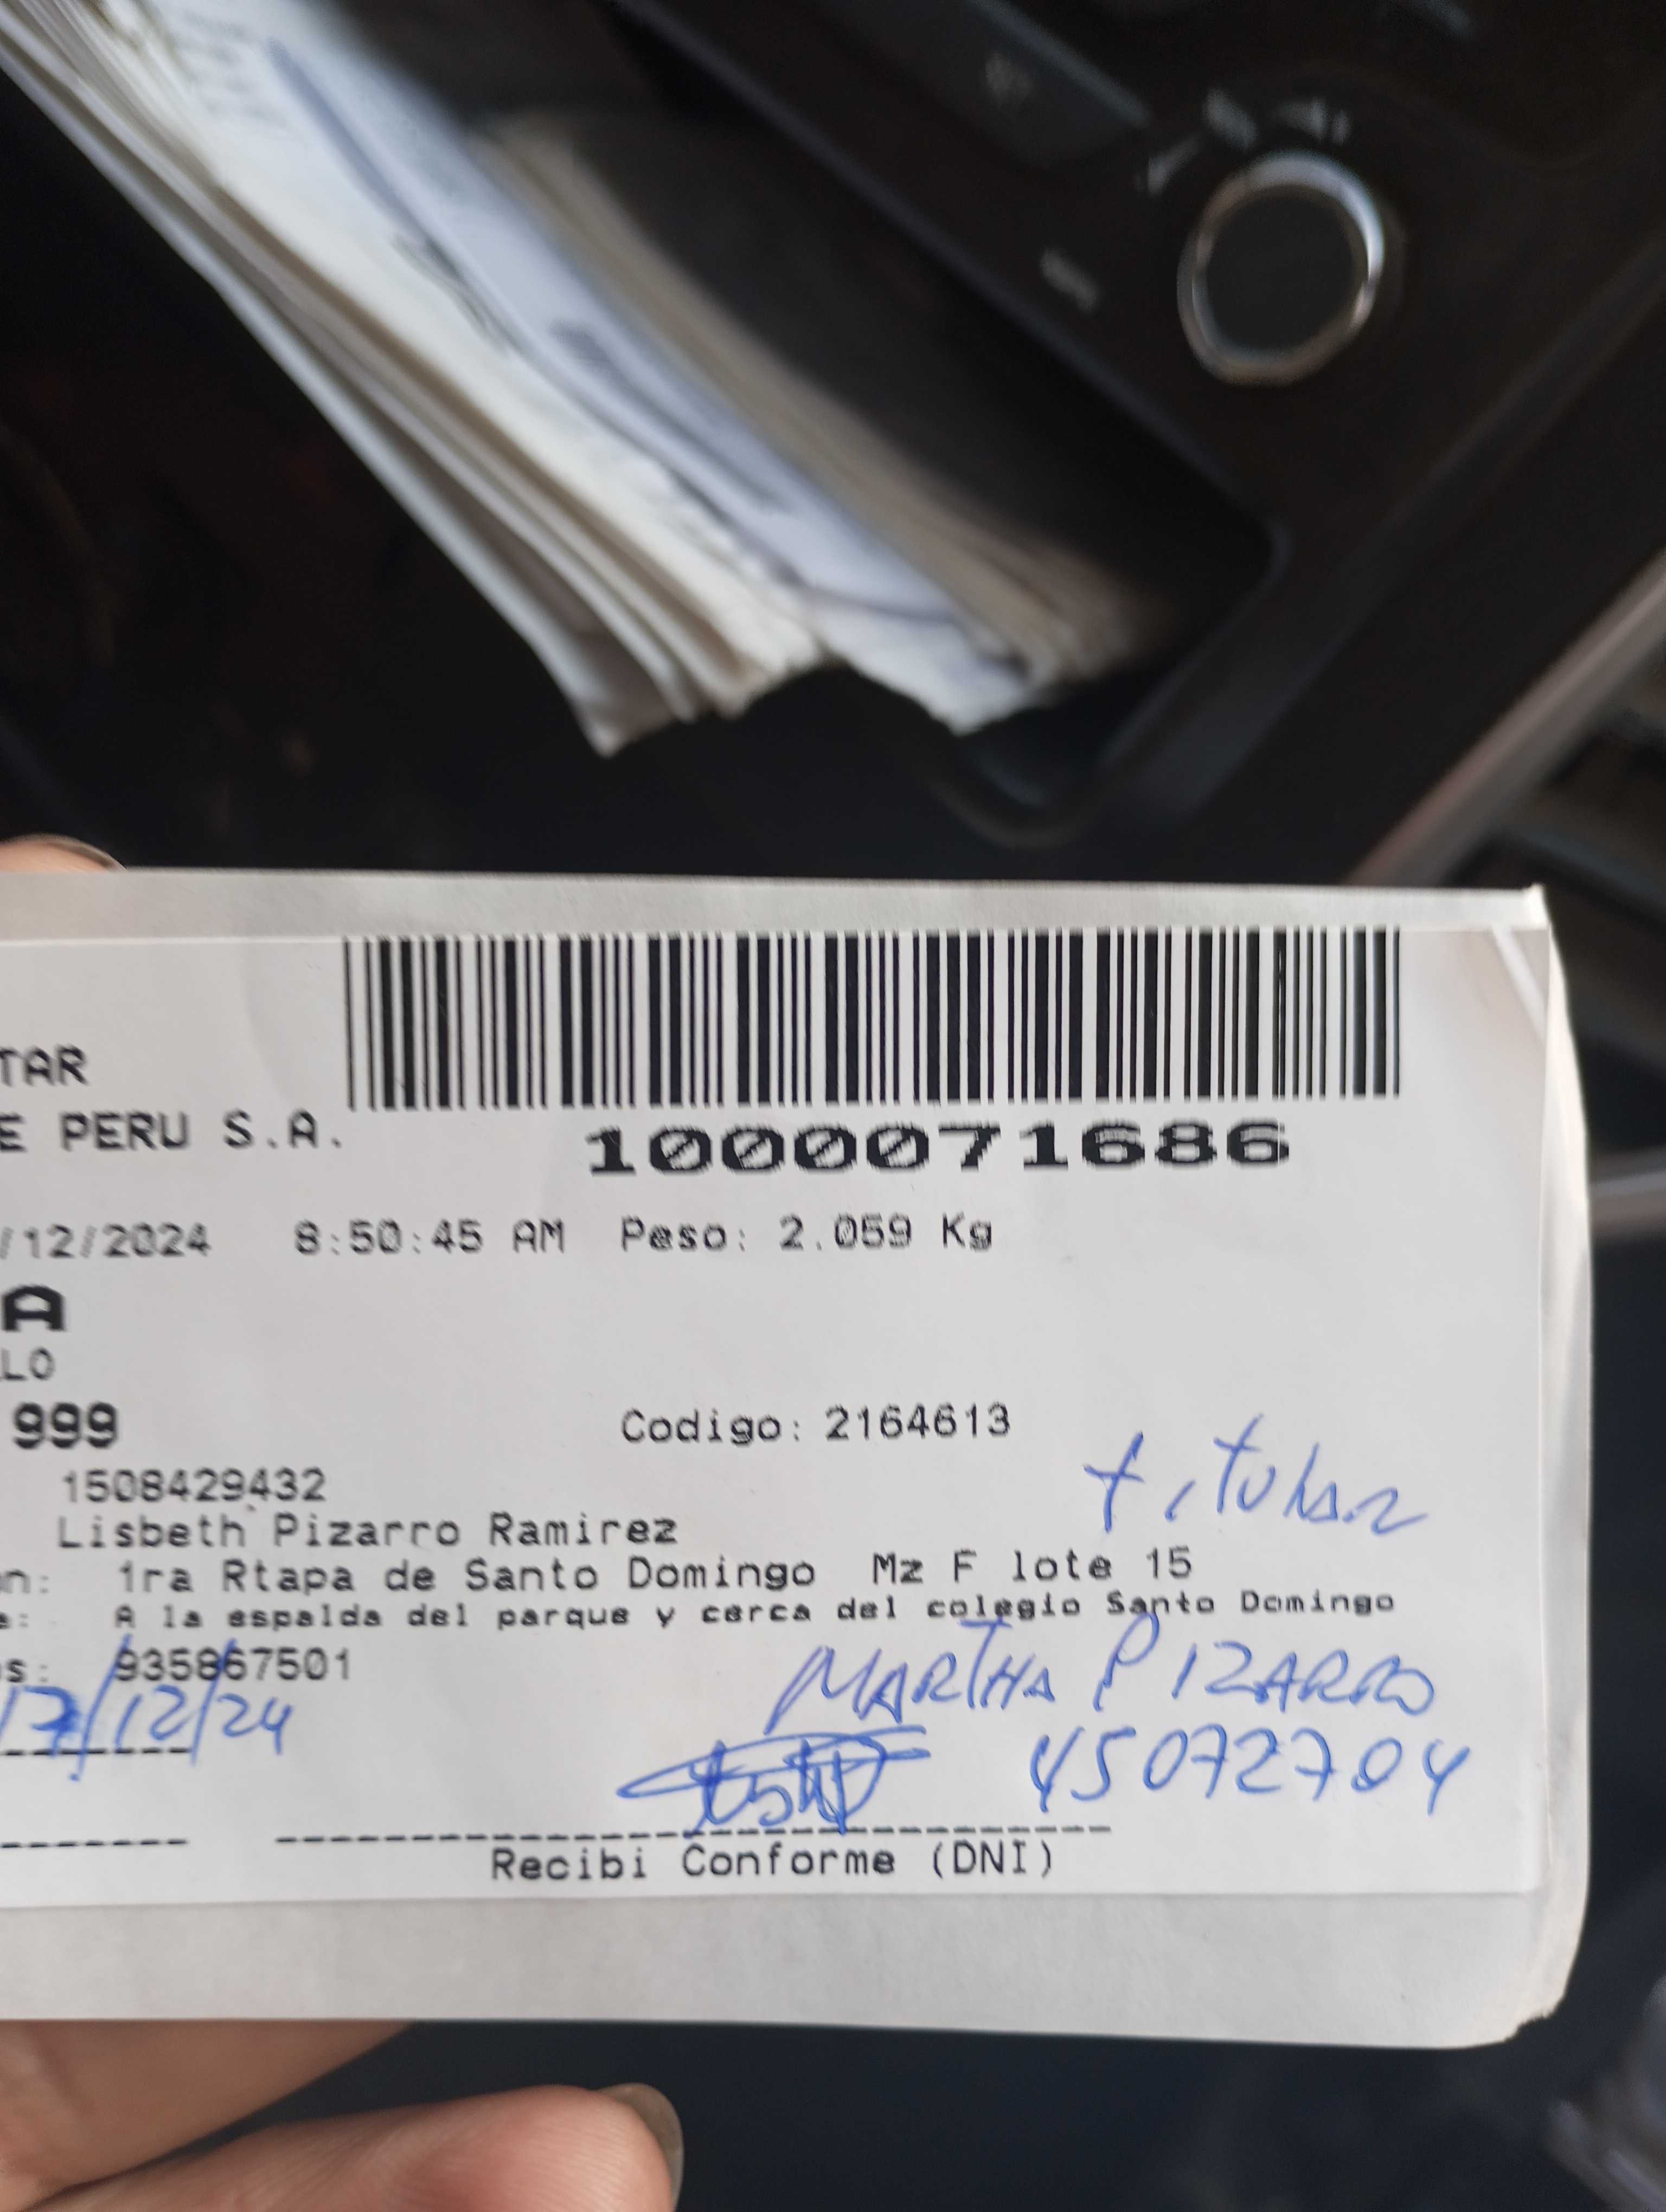 TAR
E PERU S.A.
1000071686
/12/2024 8:50:45 AM Peso: 2.059 Kg
A
LO
999 Codigo: 2164613
1508429432
titular
Lisbeth Pizarro Ramirez
on: 1ra Rtapa de Santo Domingo Mz F lote 15
e: A la espalda del parque y cerca del colegio Santo Domingo
s: 935867501
MARTHA PIZARRO
17/12/24
45072704
Recibi Conforme (DNI)